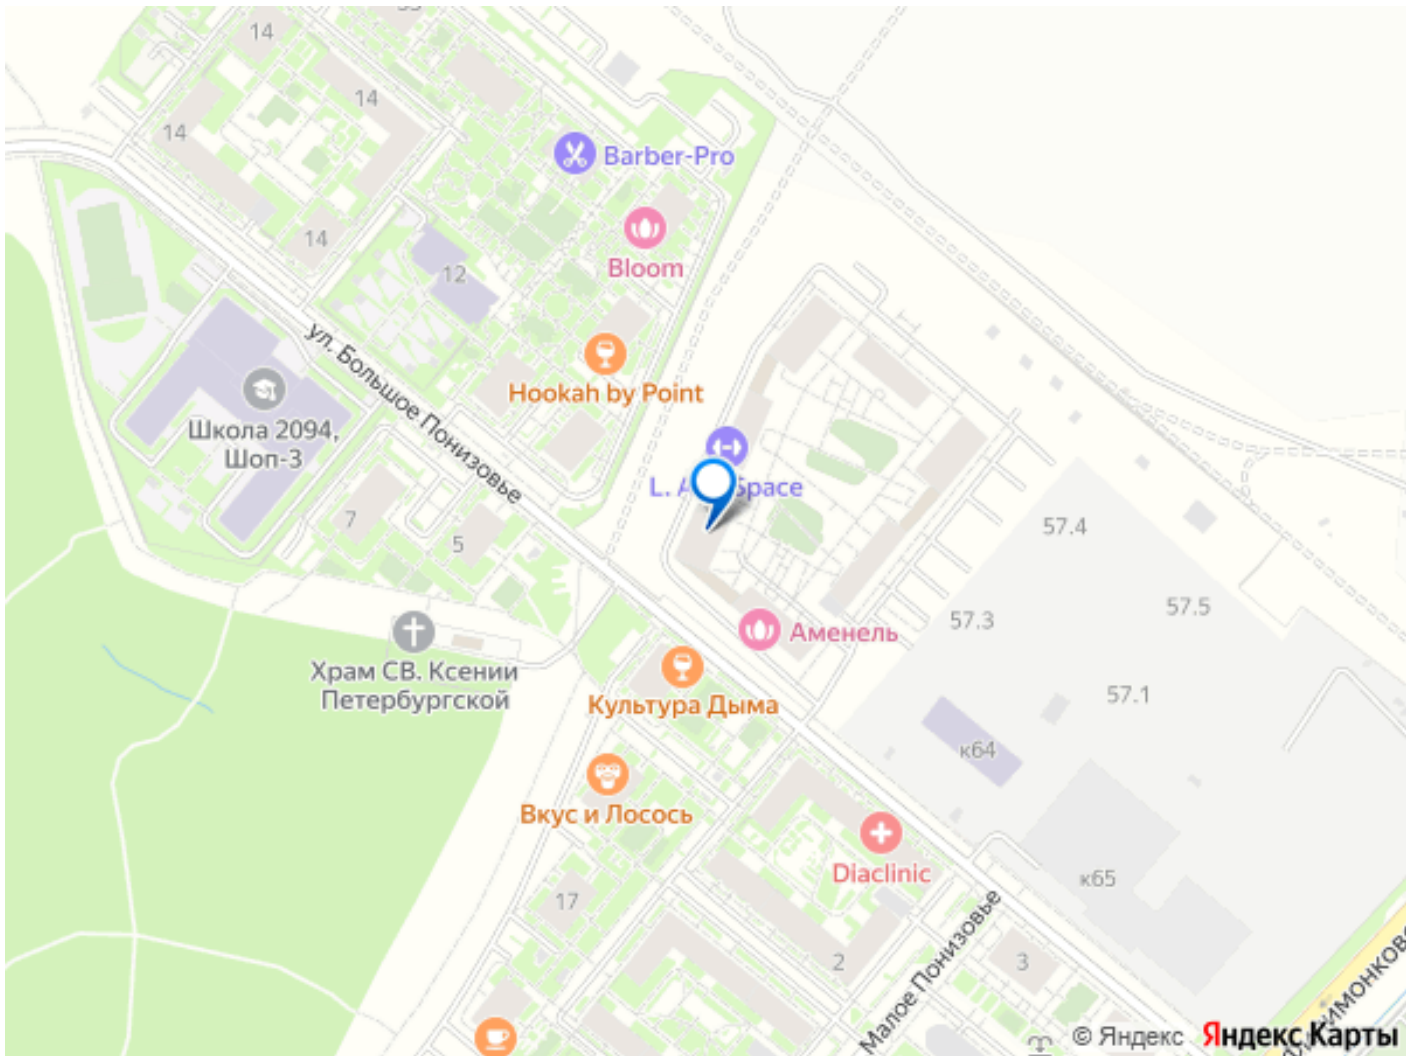 14
14
14
14
Barber-Pro
Bloom
12
Hookah by Point
ул. Большое Понизовье
Школа 2094,
Шоп-3
7
5
Space
57.4
57.5
57.3
57.1
Храм СВ. Ксении
Петербургской
Аменель
Культура Дыма
к64
Вкус и Лосось
Diaclinic
к65
17
2
3
Малое Понизовье
© Яндекс
Яндекс Карты